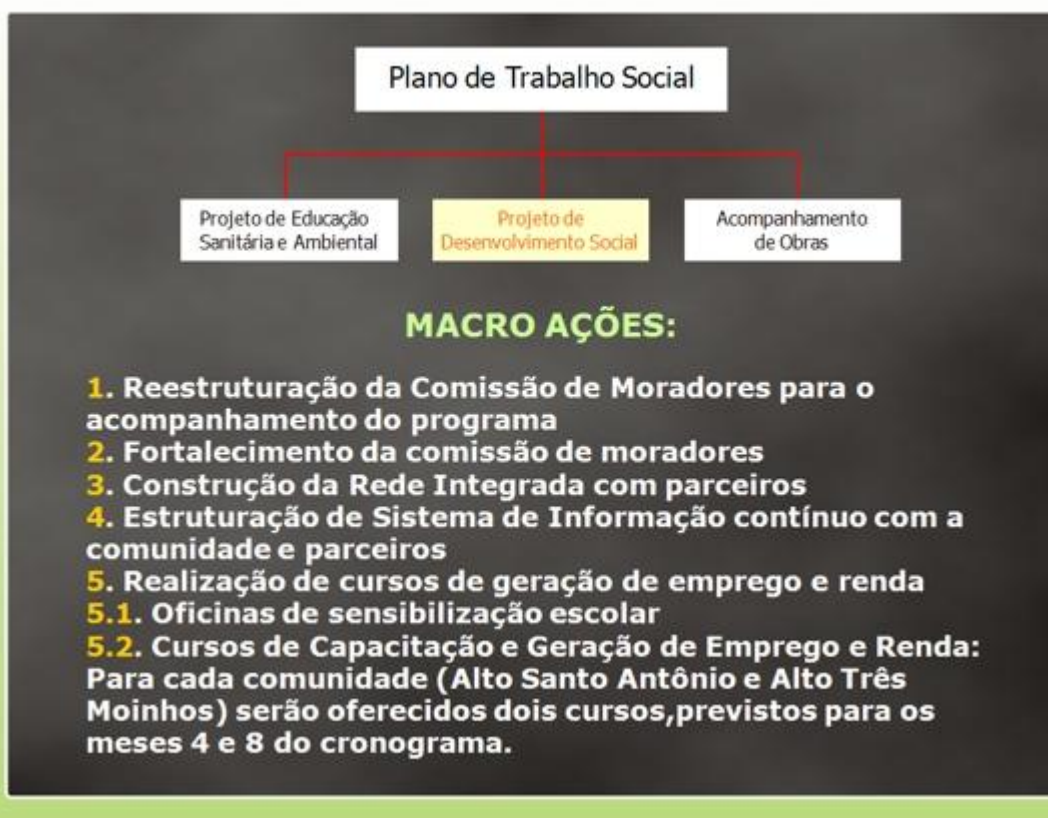 Plano de Trabalho Social
Projeto de Educação
Sanitária e Ambiental
Projeto de
Desenvolvimento Social
Acompanhamento
de Obras
MACRO AÇÕES:
1. Reestruturação da Comissão de Moradores para o
acompanhamento do programa
2. Fortalecimento da comissão de moradores
3. Construção da Rede Integrada com parceiros
4. Estruturação de Sistema de Informação contínuo com a
comunidade e parceiros
5. Realização de cursos de geração de emprego e renda
5.1. Oficinas de sensibilização escolar
5.2. Cursos de Capacitação e Geração de Emprego e Renda:
Para cada comunidade (Alto Santo Antônio e Alto Três
Moinhos) serão oferecidos dois cursos,previstos para os
meses 4 e 8 do cronograma.